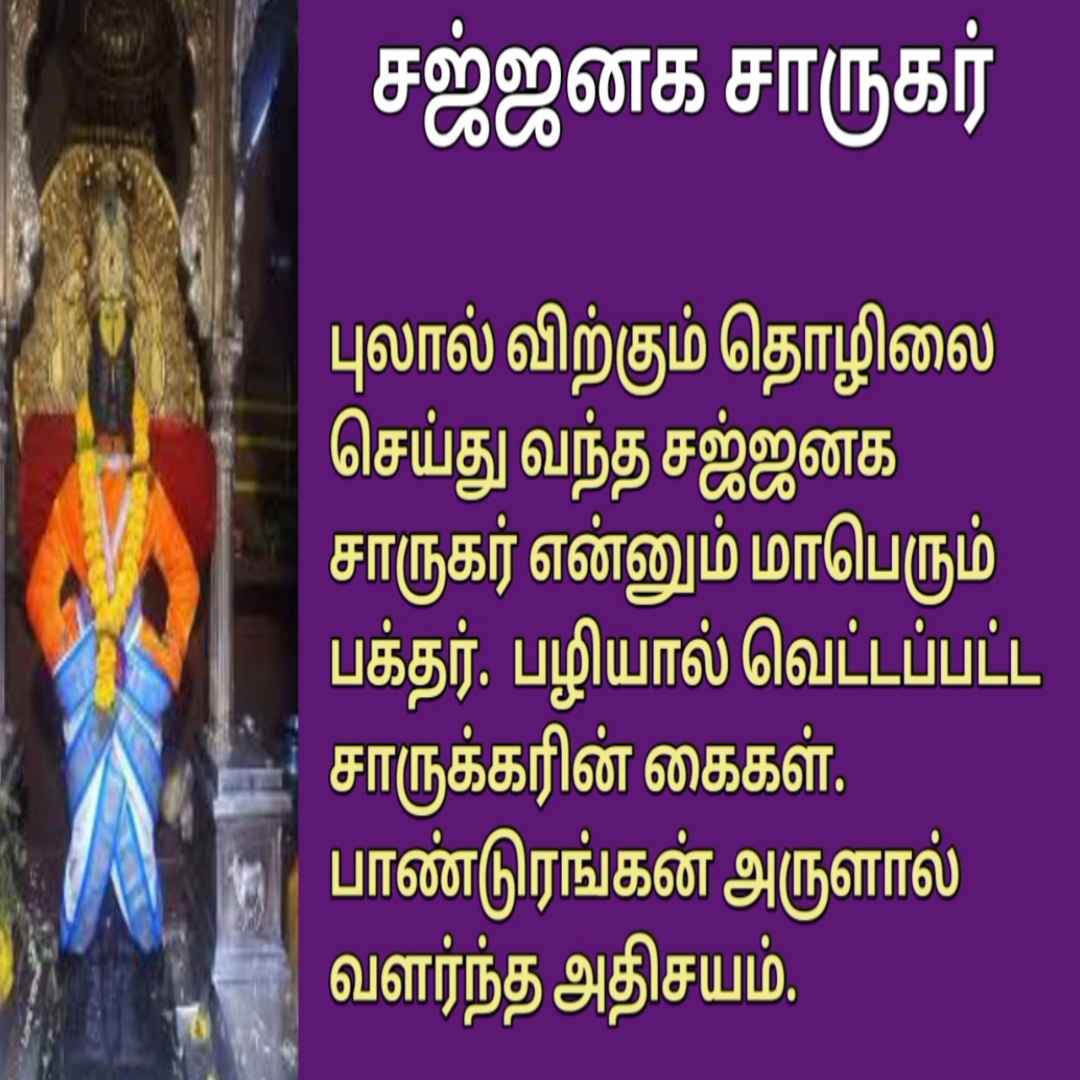 சஜ்ஜனக சாருகர்
புலால் விற்கும் தொழிலை
செய்து வந்த சஜ்ஜனக
சாருகர் என்னும் மாபெரும்
பக்தர். பழியால் வெட்டப்பட்ட
சாருக்கரின் கைகள்.
பாண்டுரங்கன் அருளால்
வளர்ந்த அதிசயம்.